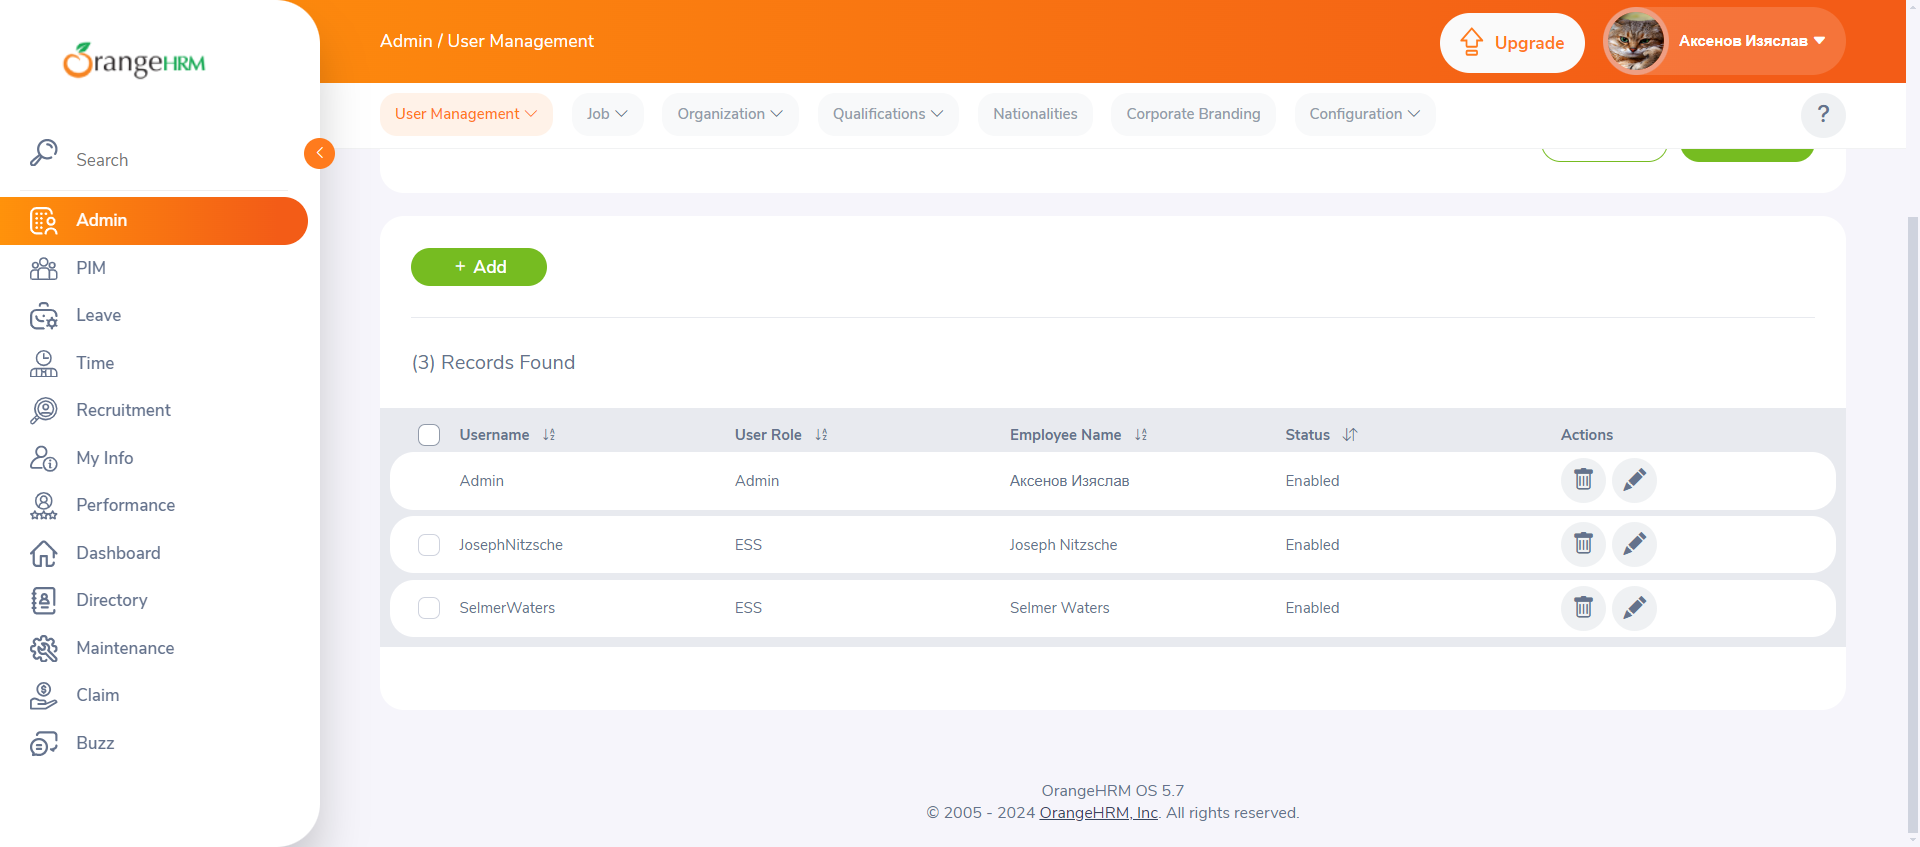 OrangeHRM
Admin / User Management
Upgrade
Аксенов Изяслав
User Management
Job
Organization
Qualifications
Nationalities
Corporate Branding
Configuration
?
Search
Admin
PIM
Leave
Time
Recruitment
My Info
Performance
Dashboard
Directory
Maintenance
Claim
Buzz
+ Add
(3) Records Found
Username User Role Employee Name Status Actions
Admin Admin Аксенов Изяслав Enabled
JosephNitzsche ESS Joseph Nitzsche Enabled
SelmerWaters ESS Selmer Waters Enabled
OrangeHRM OS 5.7
© 2005 - 2024 OrangeHRM, Inc. All rights reserved.